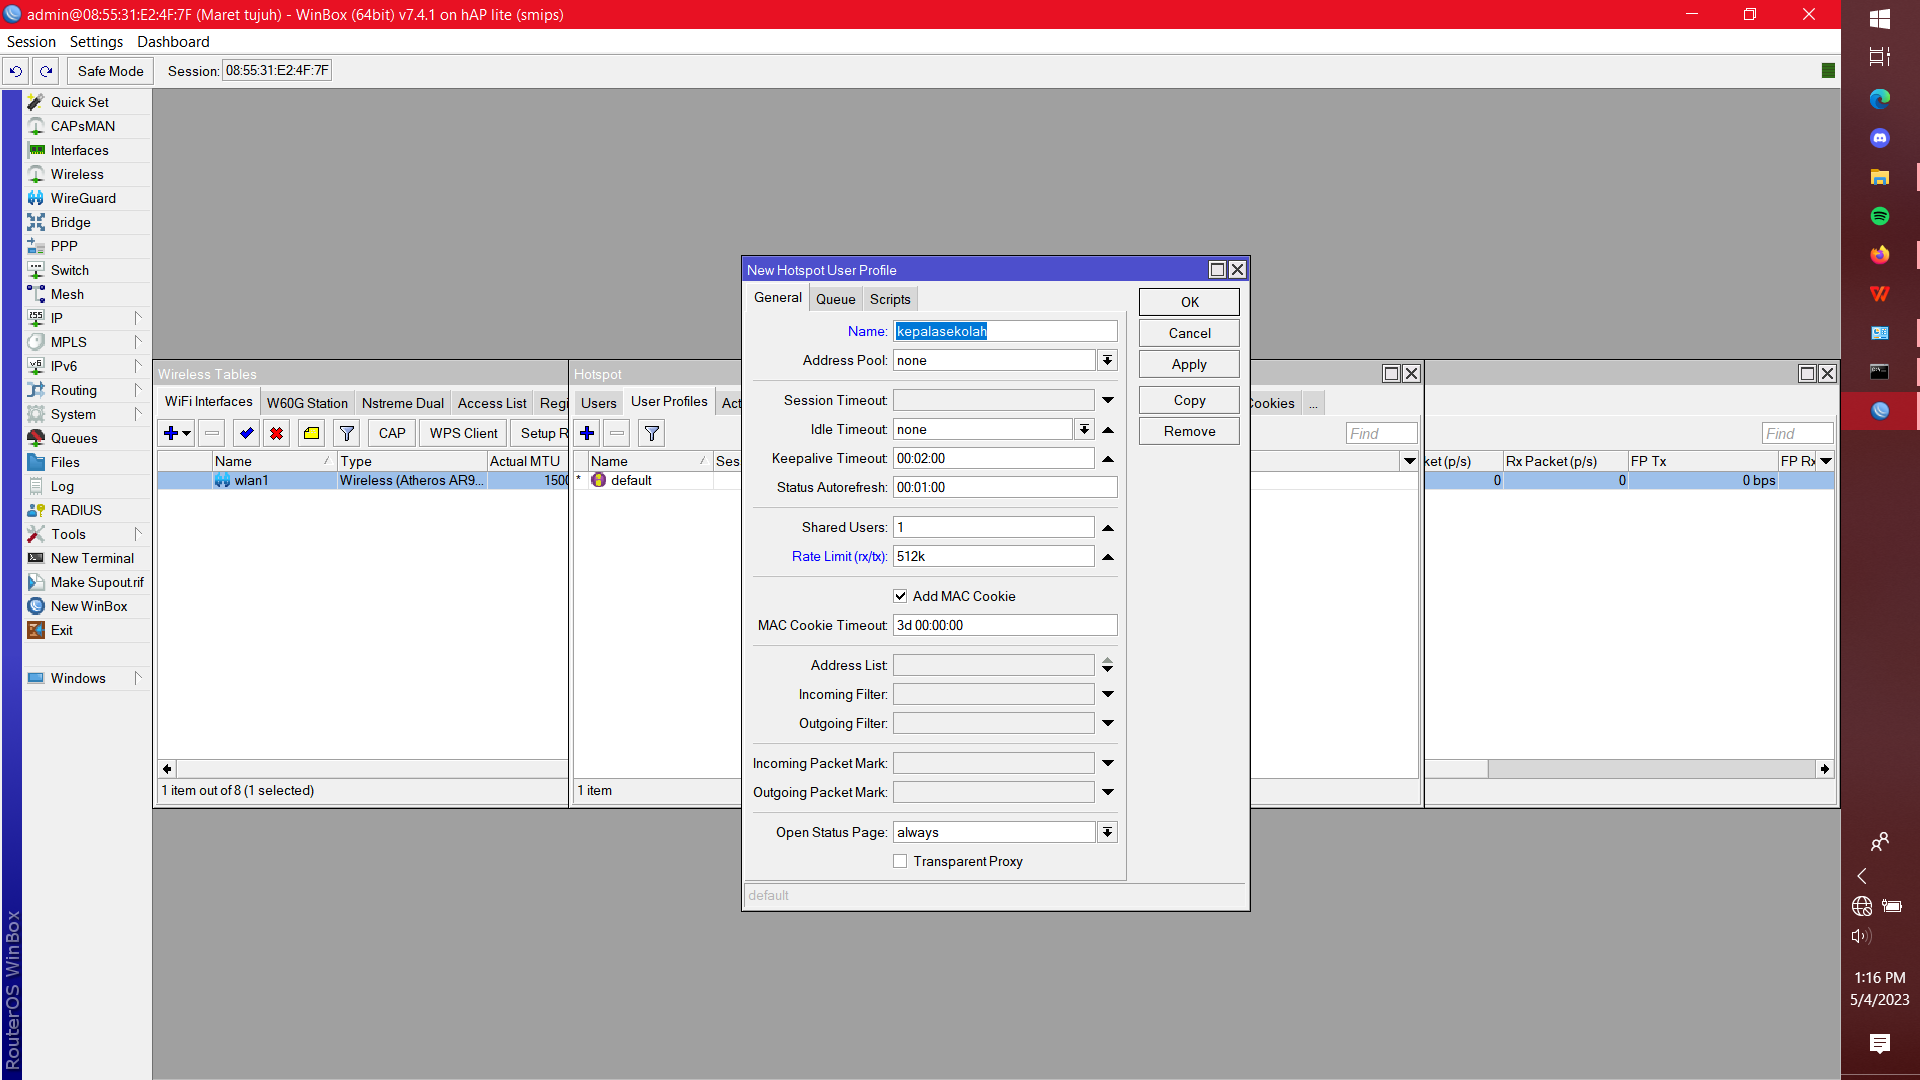 admin@08:55:31:E2:4F:7F (Maret tujuh) - WinBox (64bit) v7.4.1 on hAP lite (smips)
Session Settings Dashboard
Safe Mode Session: 08:55:31:E2:4F:7F
Quick Set
CAPsMAN
Interfaces
Wireless
WireGuard
Bridge
PPP
Switch
Mesh
IP
MPLS
IPv6
Routing
System
Queues
Files
Log
RADIUS
Tools
New Terminal
Make Supout.rif
New WinBox
Exit
Windows
RouterOS WinBox
Wireless Tables
WiFi Interfaces W60G Station Nstreme Dual Access List Regi
CAP WPS Client Setup R
Name Type Actual MTU
wlan1 Wireless (Atheros AR9... 1500
1 item out of 8 (1 selected)
Hotspot
Users User Profiles Act
Name Ses
* default
1 item
New Hotspot User Profile
General Queue Scripts
Name: kepalasekolah
Address Pool: none
Session Timeout:
Idle Timeout: none
Keepalive Timeout: 00:02:00
Status Autorefresh: 00:01:00
Shared Users: 1
Rate Limit (rx/tx): 512k
Add MAC Cookie
MAC Cookie Timeout: 3d 00:00:00
Address List:
Incoming Filter:
Outgoing Filter:
Incoming Packet Mark:
Outgoing Packet Mark:
Open Status Page: always
Transparent Proxy
default
OK
Cancel
Apply
Copy
Remove
Cookies ...
Find
Find
ket (p/s) Rx Packet (p/s) FP Tx FP Rx
0 0 0 bps
1:16 PM
5/4/2023